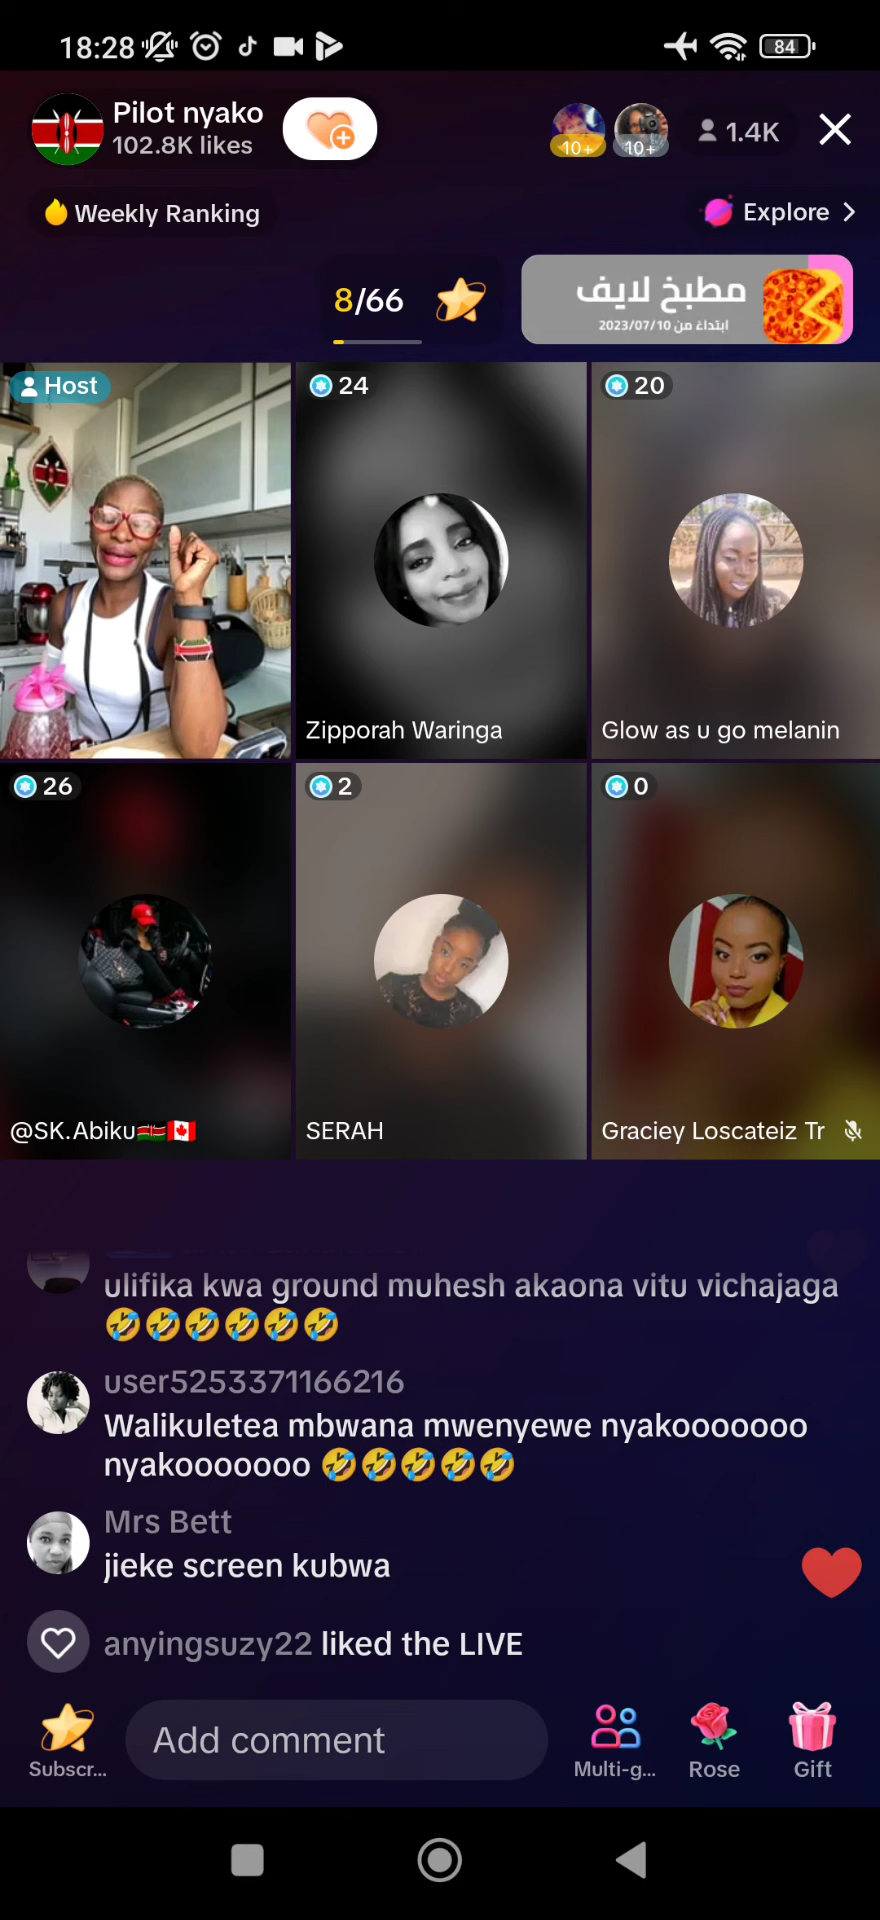 18:28
84
Pilot nyako
102.8K likes
10+
10+
1.4K
Weekly Ranking
Explore
8/66
مطبخ لايف
ابتداءً من 2023/07/10
Host
24
20
Zipporah Waringa
Glow as u go melanin
26
2
0
@SK.Abiku🇰🇪🇨🇦
SERAH
Graciey Loscateiz Tr
ulifika kwa ground muhesh akaona vitu vichajaga
🤣🤣🤣🤣🤣🤣
user5253371166216
Walikuletea mbwana mwenyewe nyakooooooo
nyakooooooo 🤣🤣🤣🤣🤣
Mrs Bett
jieke screen kubwa
anyingsuzy22 liked the LIVE
Add comment
Subscr...
Multi-g...
Rose
Gift